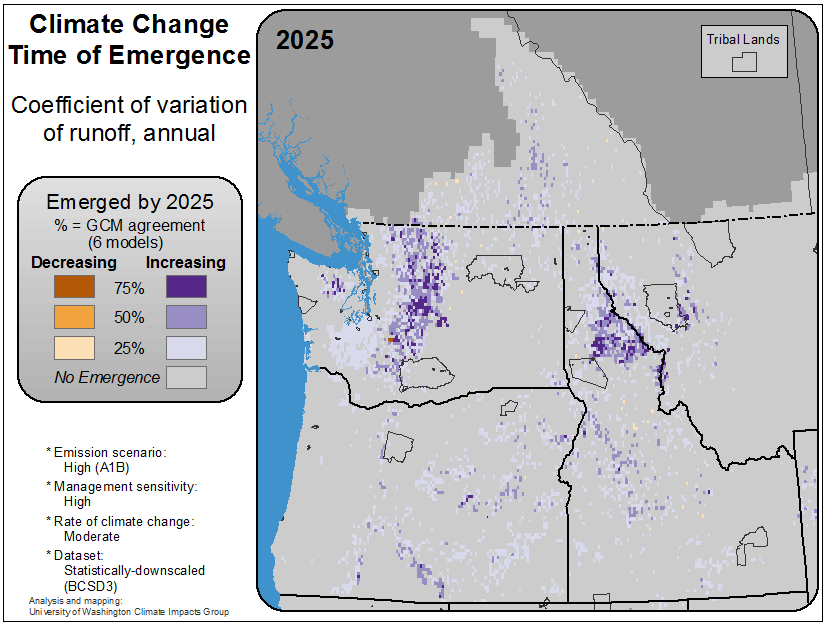 Climate Change
Time of Emergence
Coefficient of variation
of runoff, annual
Emerged by 2025
% = GCM agreement
(6 models)
Decreasing Increasing
75%
50%
25%
No Emergence
* Emission scenario:
High (A1B)
* Management sensitivity:
High
* Rate of climate change:
Moderate
* Dataset:
Statistically-downscaled
(BCSD3)
Analysis and mapping:
University of Washington Climate Impacts Group
2025
Tribal Lands